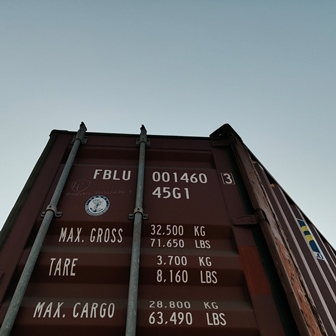 FBLU 001460 3
45G1
MAX. GROSS 32.500 KG
71.650 LBS
TARE 3.700 KG
8.160 LBS
MAX. CARGO 28.800 KG
63.490 LBS